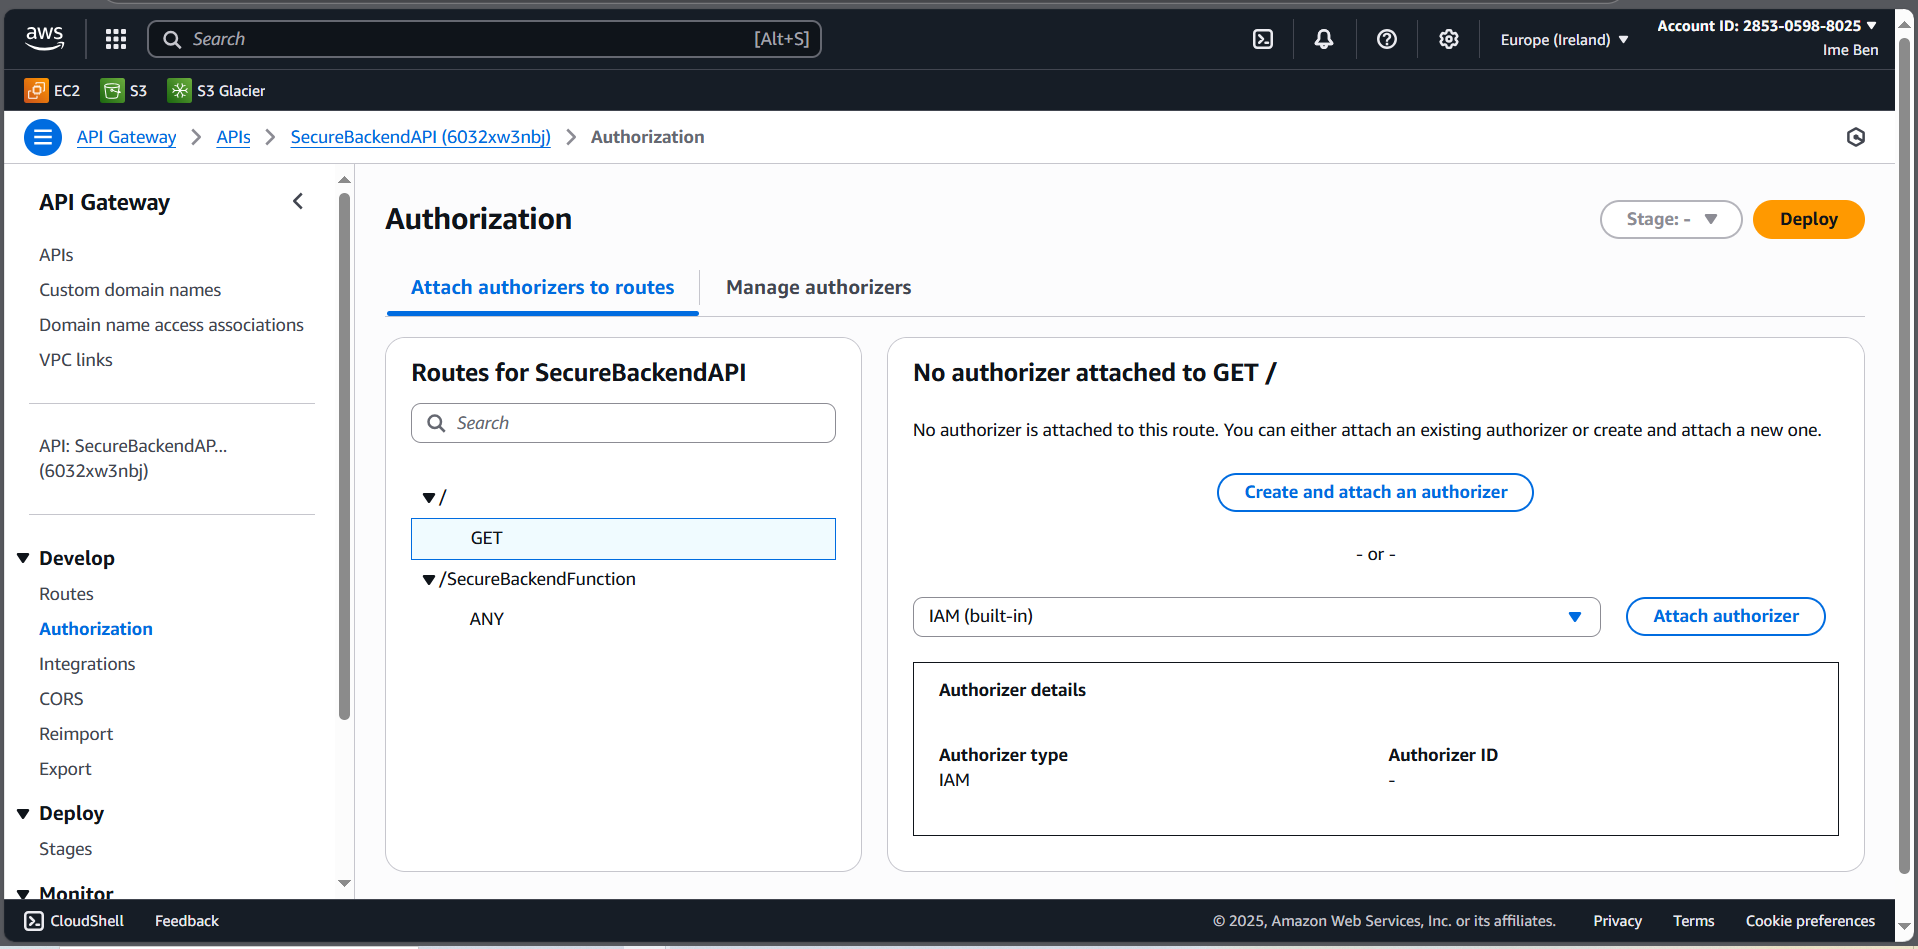 aws
Search
[Alt+S]
Europe (Ireland)
Account ID: 2853-0598-8025
Ime Ben
EC2
S3
S3 Glacier
API Gateway
APIs
SecureBackendAPI (6032xw3nbj)
Authorization
API Gateway
APIs
Custom domain names
Domain name access associations
VPC links
API: SecureBackendAP...
(6032xw3nbj)
Develop
Routes
Authorization
Integrations
CORS
Reimport
Export
Deploy
Stages
Monitor
Authorization
Stage: -
Deploy
Attach authorizers to routes
Manage authorizers
Routes for SecureBackendAPI
Search
/
GET
/SecureBackendFunction
ANY
No authorizer attached to GET /
No authorizer is attached to this route. You can either attach an existing authorizer or create and attach a new one.
Create and attach an authorizer
- or -
IAM (built-in)
Attach authorizer
Authorizer details
Authorizer type
IAM
Authorizer ID
-
CloudShell
Feedback
© 2025, Amazon Web Services, Inc. or its affiliates.
Privacy
Terms
Cookie preferences